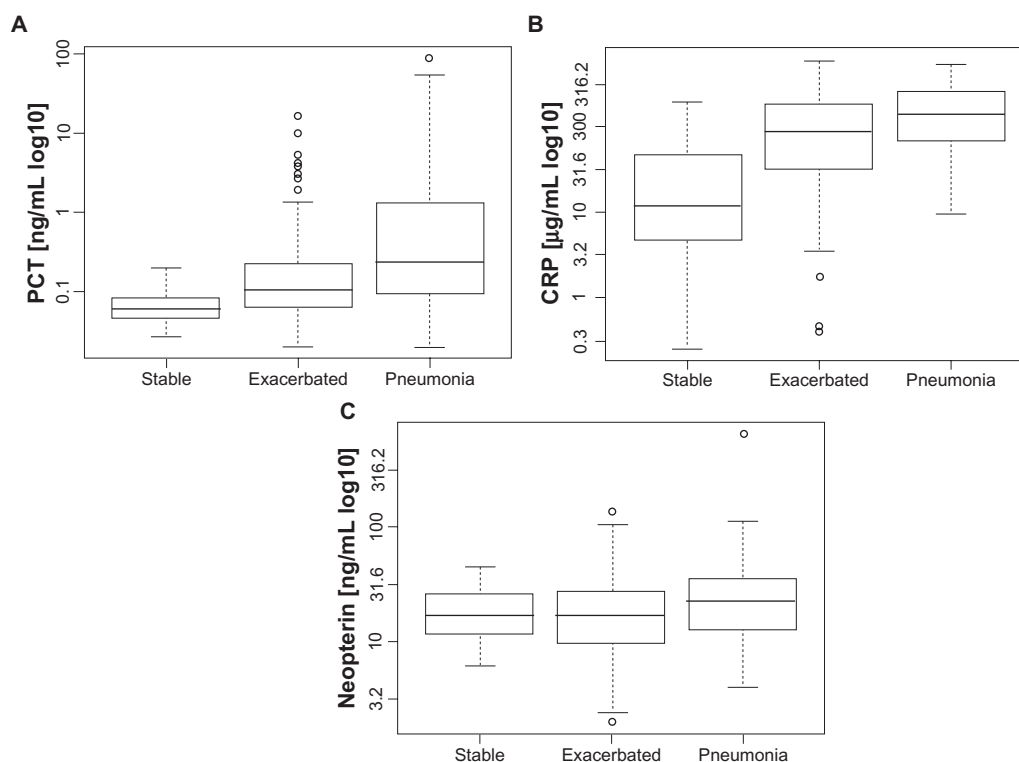 A
PCT [ng/mL log10]
100
10
1
0.1
Stable
Exacerbated
Pneumonia
B
CRP [µg/mL log10]
316.2
300
31.6
10
3.2
1
0.3
Stable
Exacerbated
Pneumonia
C
Neopterin [ng/mL log10]
316.2
100
31.6
10
3.2
Stable
Exacerbated
Pneumonia